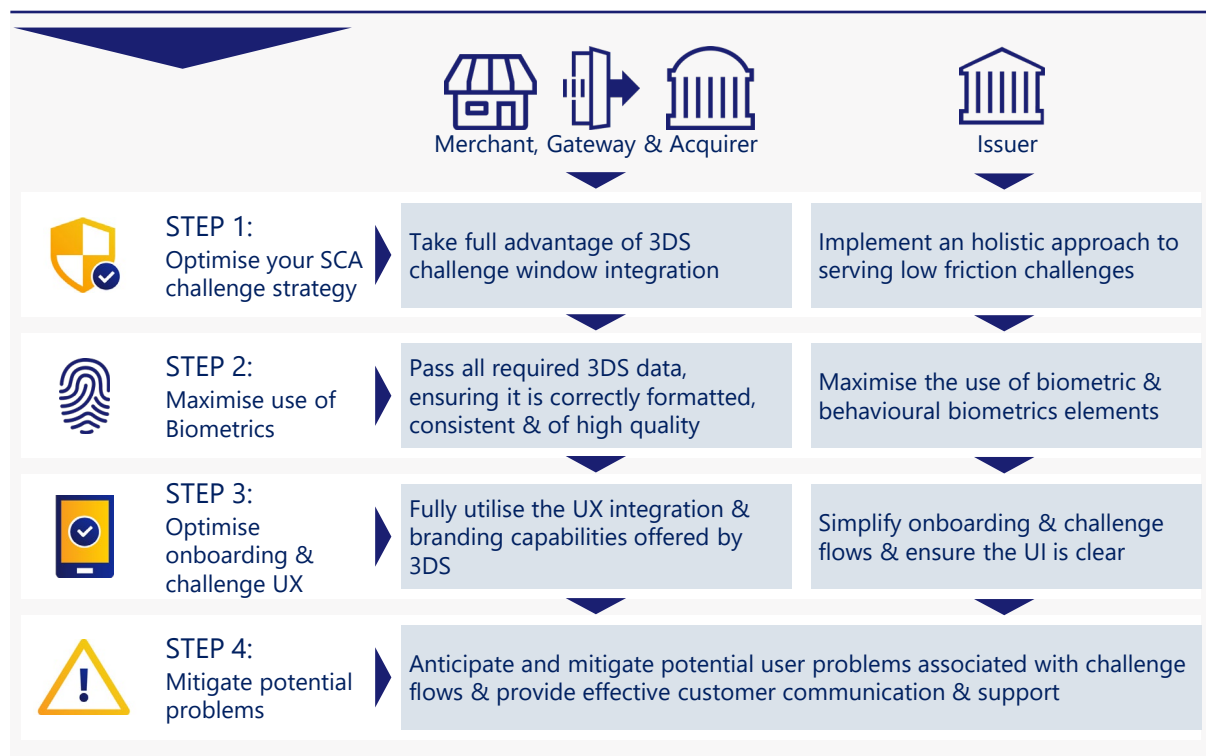 Merchant, Gateway & Acquirer
Issuer
STEP 1:
Optimise your SCA
challenge strategy
Take full advantage of 3DS
challenge window integration
Implement an holistic approach to
serving low friction challenges
STEP 2:
Maximise use of
Biometrics
Pass all required 3DS data,
ensuring it is correctly formatted,
consistent & of high quality
Maximise the use of biometric &
behavioural biometrics elements
STEP 3:
Optimise
onboarding &
challenge UX
Fully utilise the UX integration &
branding capabilities offered by
3DS
Simplify onboarding & challenge
flows & ensure the UI is clear
STEP 4:
Mitigate potential
problems
Anticipate and mitigate potential user problems associated with challenge
flows & provide effective customer communication & support